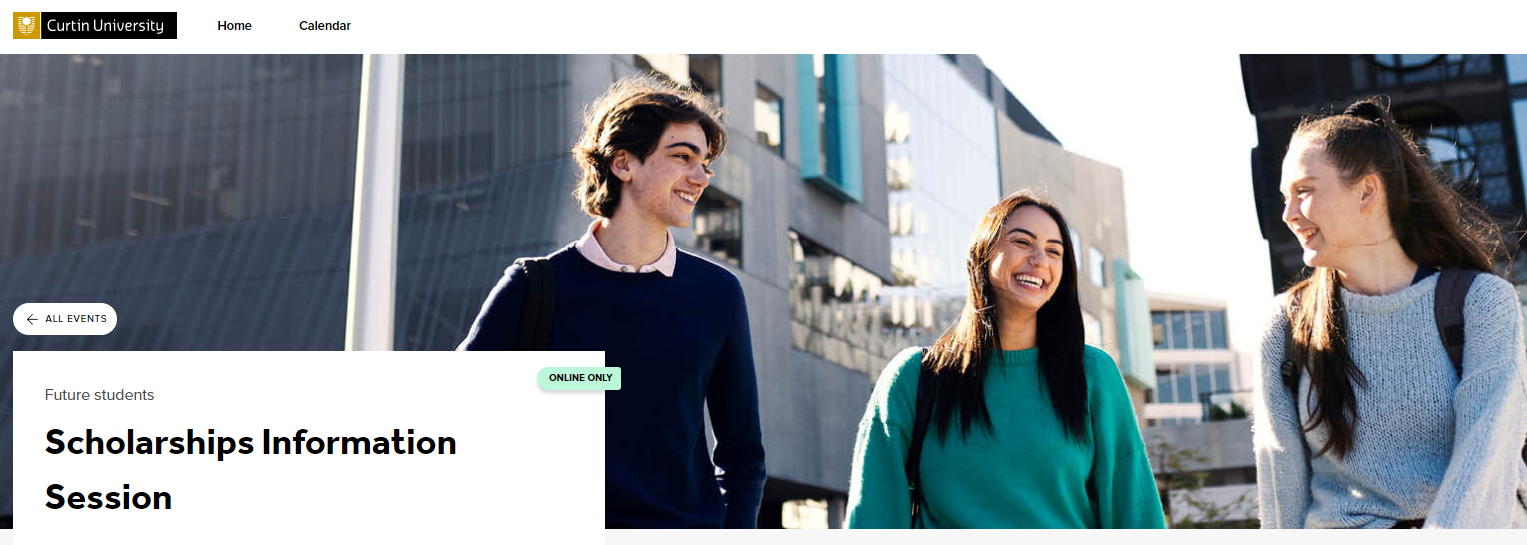 Curtin University
Home
Calendar
ALL EVENTS
ONLINE ONLY
Future students
Scholarships Information
Session